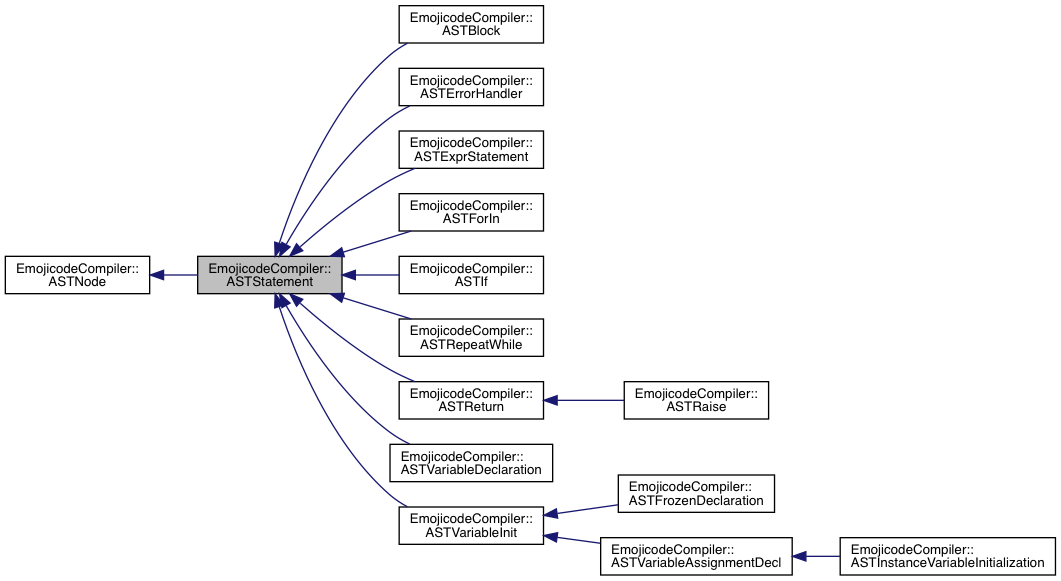 EmojicodeCompiler::
ASTBlock
EmojicodeCompiler::
ASTErrorHandler
EmojicodeCompiler::
ASTExprStatement
EmojicodeCompiler::
ASTForIn
EmojicodeCompiler::
ASTNode
EmojicodeCompiler::
ASTStatement
EmojicodeCompiler::
ASTIf
EmojicodeCompiler::
ASTRepeatWhile
EmojicodeCompiler::
ASTReturn
EmojicodeCompiler::
ASTRaise
EmojicodeCompiler::
ASTVariableDeclaration
EmojicodeCompiler::
ASTFrozenDeclaration
EmojicodeCompiler::
ASTVariableInit
EmojicodeCompiler::
ASTVariableAssignmentDecl
EmojicodeCompiler::
ASTInstanceVariableInitialization